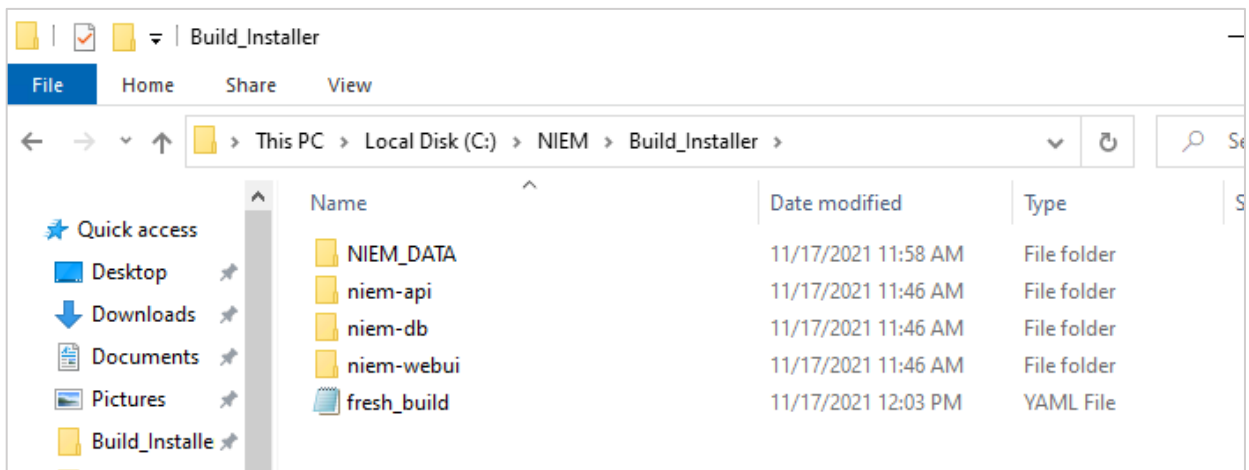 Build_Installer
File Home Share View
This PC > Local Disk (C:) > NIEM > Build_Installer >
Name Date modified Type
Quick access
Desktop
Downloads
Documents
Pictures
Build_Installe
NIEM_DATA 11/17/2021 11:58 AM File folder
niem-api 11/17/2021 11:46 AM File folder
niem-db 11/17/2021 11:46 AM File folder
niem-webui 11/17/2021 11:46 AM File folder
fresh_build 11/17/2021 12:03 PM YAML File